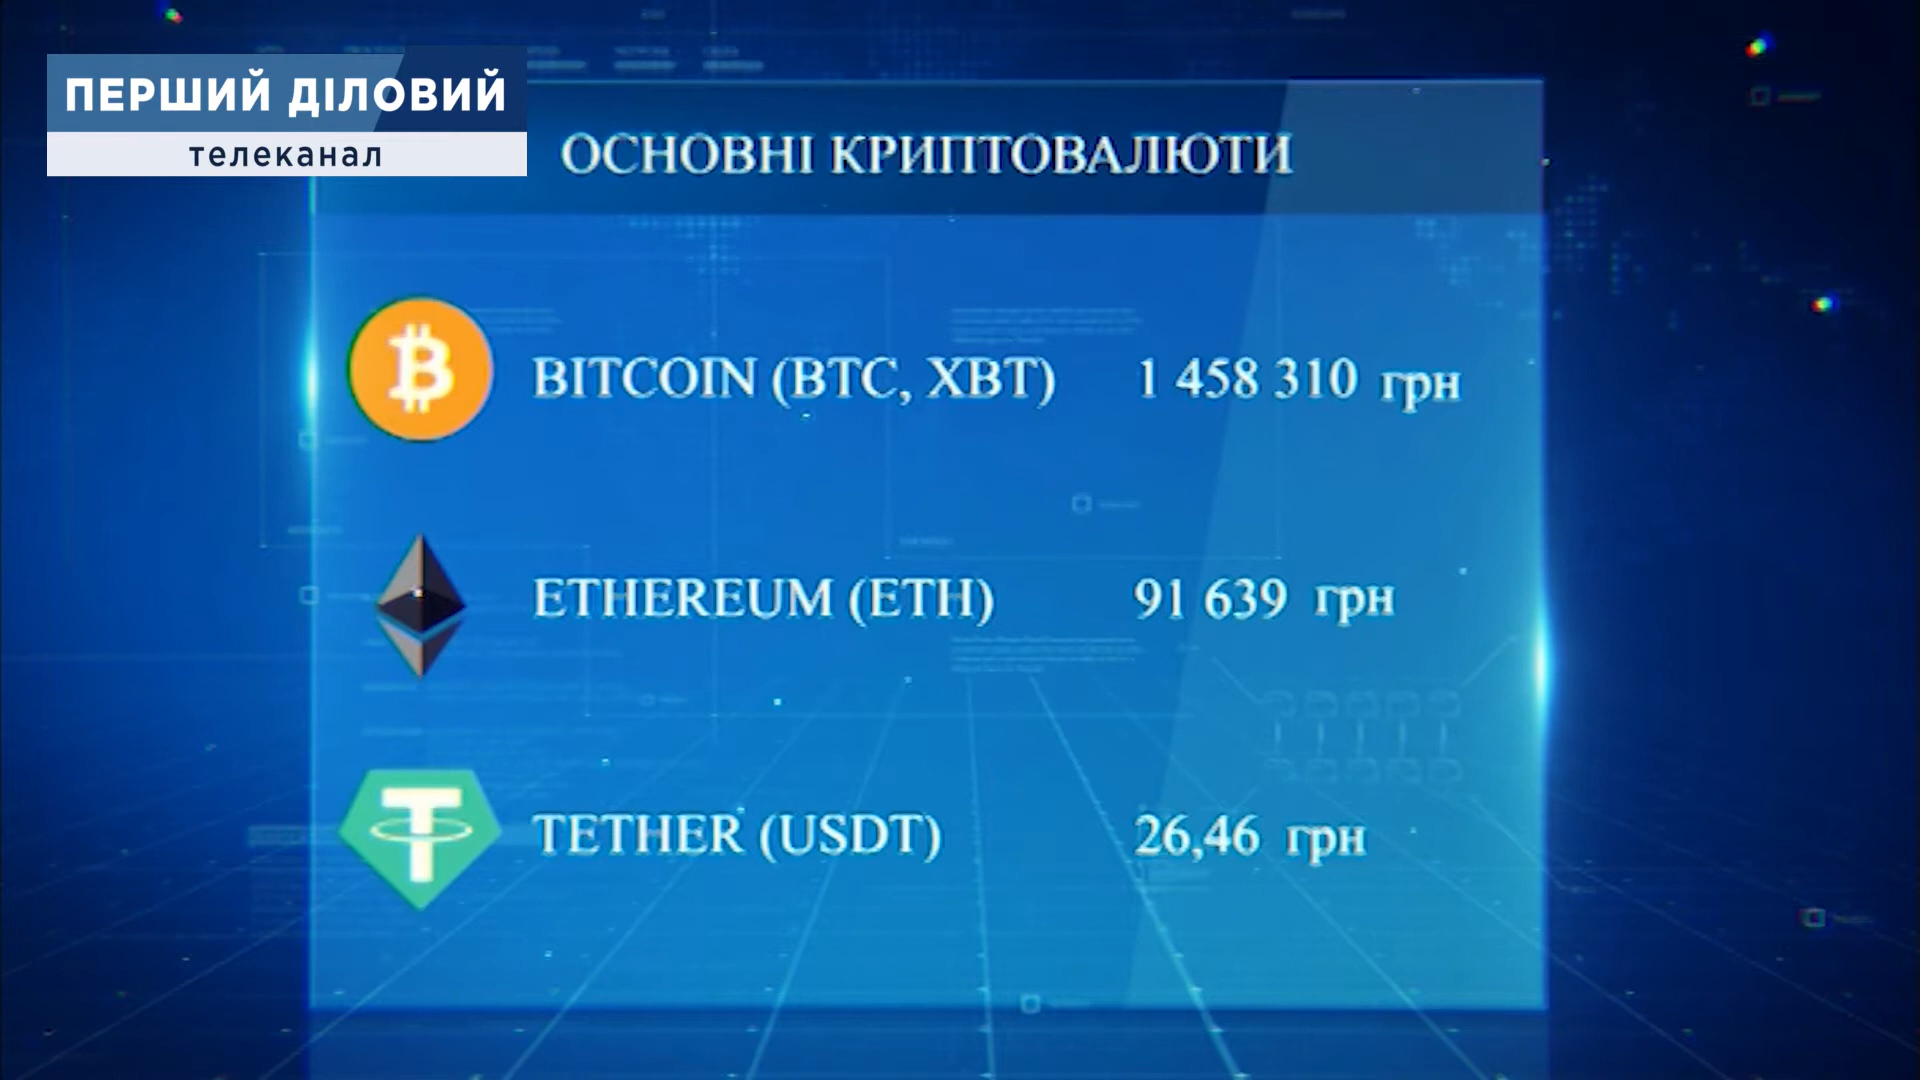 ПЕРШИЙ ДІЛОВИЙ
телеканал
ОСНОВНІ КРИПТОВАЛЮТИ
BITCOIN (BTC, XBT) 1 458 310 грн
ETHEREUM (ETH) 91 639 грн
TETHER (USDT) 26,46 грн